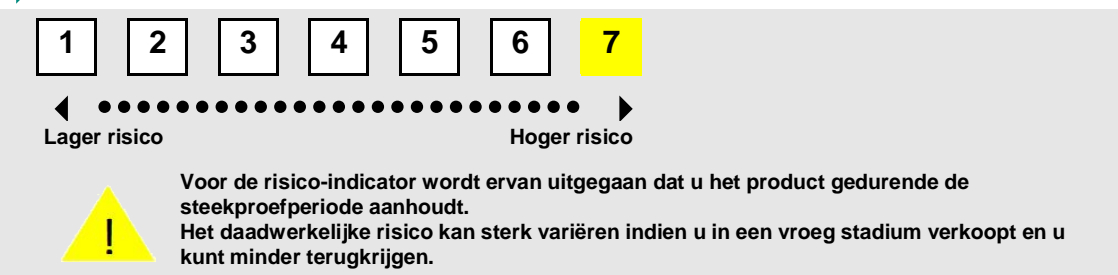 1 2 3 4 5 6 7
Lager risico Hoger risico
Voor de risico-indicator wordt ervan uitgegaan dat u het product gedurende de
steekproefperiode aanhoudt.
Het daadwerkelijke risico kan sterk variëren indien u in een vroeg stadium verkoopt en u
kunt minder terugkrijgen.
!